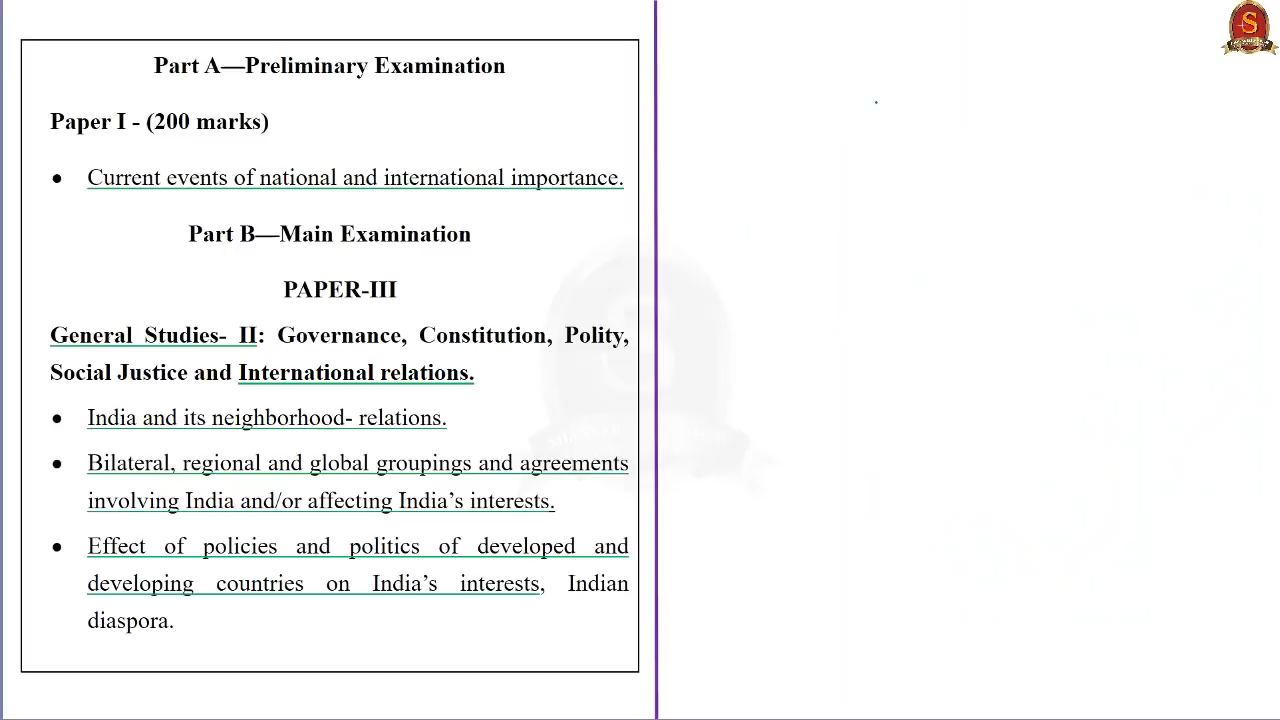 Part A—Preliminary Examination
Paper I - (200 marks)
● Current events of national and international importance.
Part B—Main Examination
PAPER-III
General Studies- II: Governance, Constitution, Polity,
Social Justice and International relations.
● India and its neighborhood- relations.
● Bilateral, regional and global groupings and agreements
involving India and/or affecting India’s interests.
● Effect of policies and politics of developed and
developing countries on India’s interests, Indian
diaspora.
S